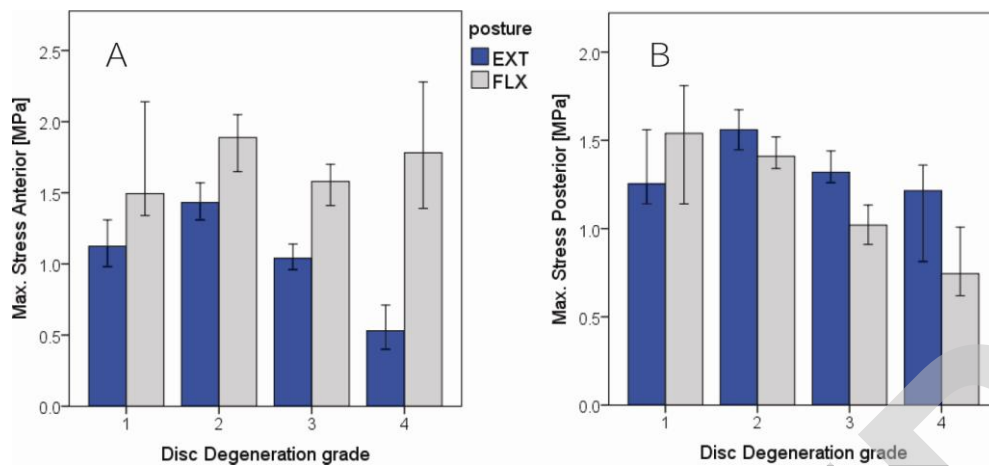 A
Max. Stress Anterior [MPa]
2.5
2.0
1.5
1.0
0.5
0.0
1 2 3 4
Disc Degeneration grade
posture
EXT
FLX
B
Max. Stress Posterior [MPa]
2.0
1.5
1.0
0.5
0.0
1 2 3 4
Disc Degeneration grade